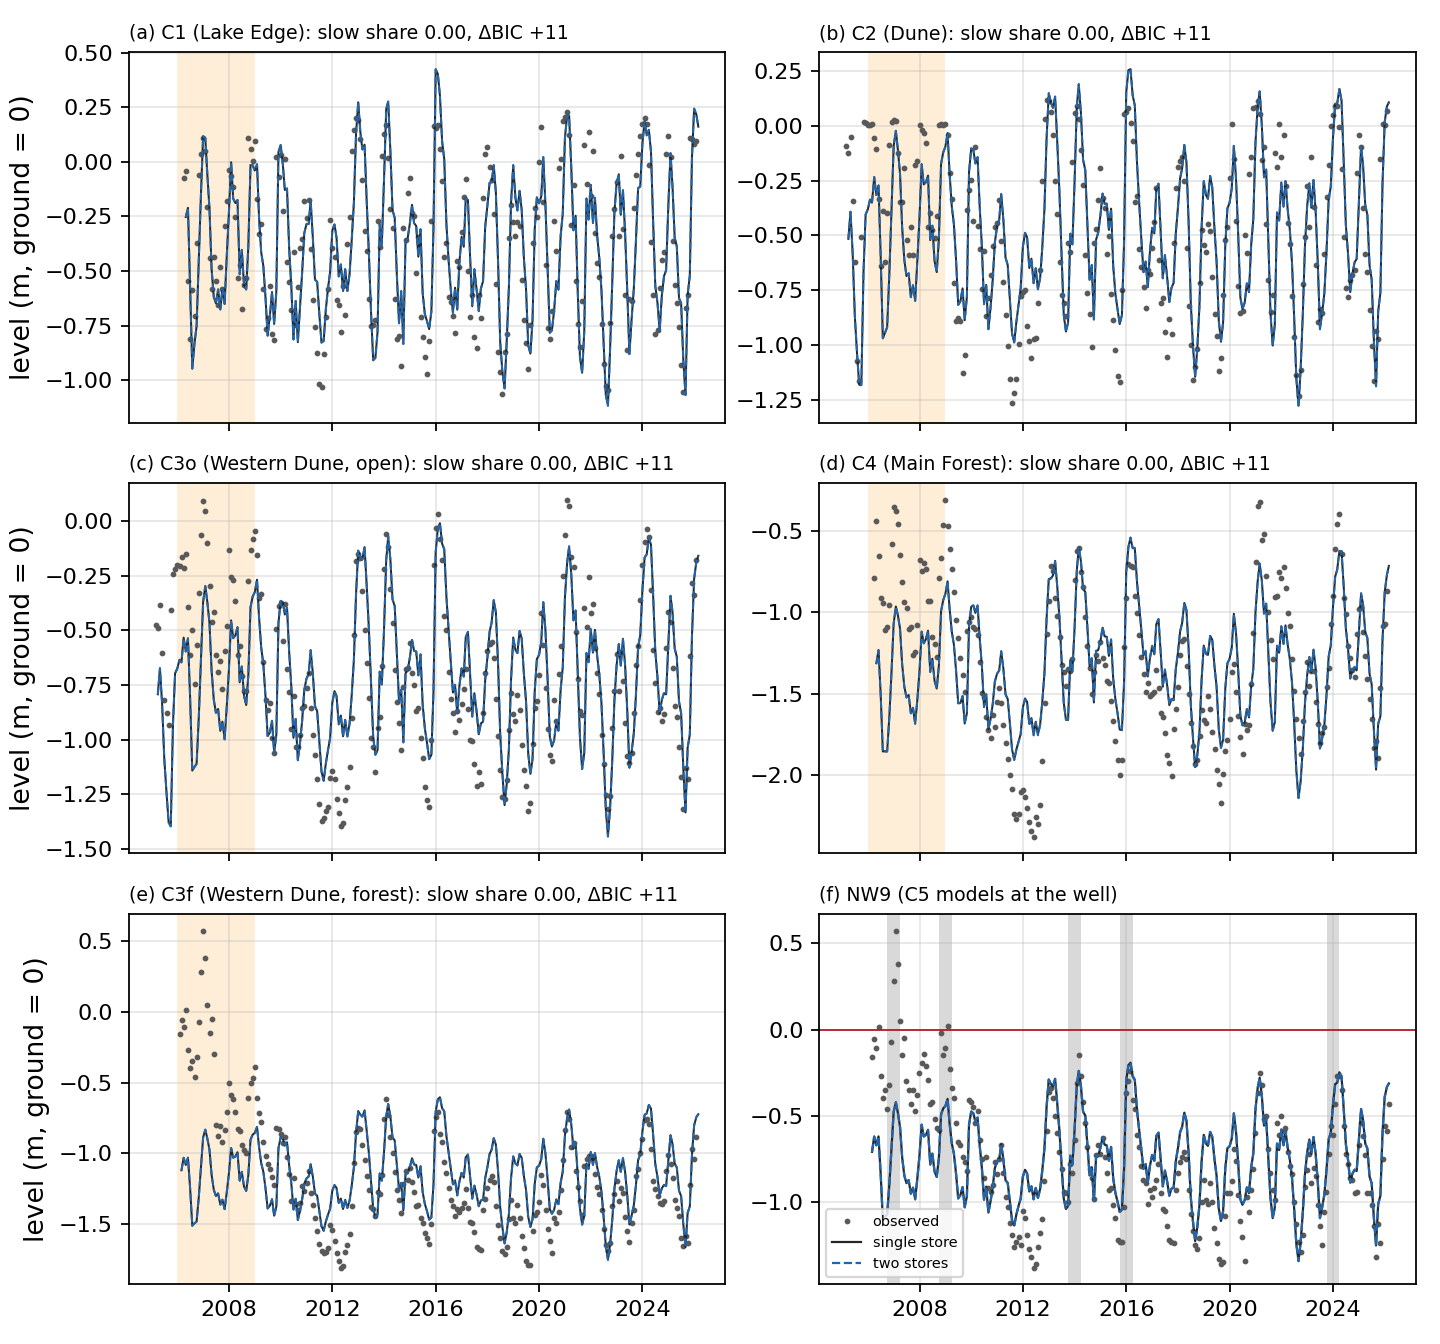 (a) C1 (Lake Edge): slow share 0.00, ΔBIC +11
(b) C2 (Dune): slow share 0.00, ΔBIC +11
level (m, ground = 0)
0.50
0.25
0.00
−0.25
−0.50
−0.75
−1.00
0.25
0.00
−0.25
−0.50
−0.75
−1.00
−1.25
(c) C3o (Western Dune, open): slow share 0.00, ΔBIC +11
(d) C4 (Main Forest): slow share 0.00, ΔBIC +11
level (m, ground = 0)
0.00
−0.25
−0.50
−0.75
−1.00
−1.25
−1.50
−0.5
−1.0
−1.5
−2.0
(e) C3f (Western Dune, forest): slow share 0.00, ΔBIC +11
(f) NW9 (C5 models at the well)
level (m, ground = 0)
0.5
0.0
−0.5
−1.0
−1.5
0.5
0.0
−0.5
−1.0
observed
single store
two stores
2008 2012 2016 2020 2024
2008 2012 2016 2020 2024